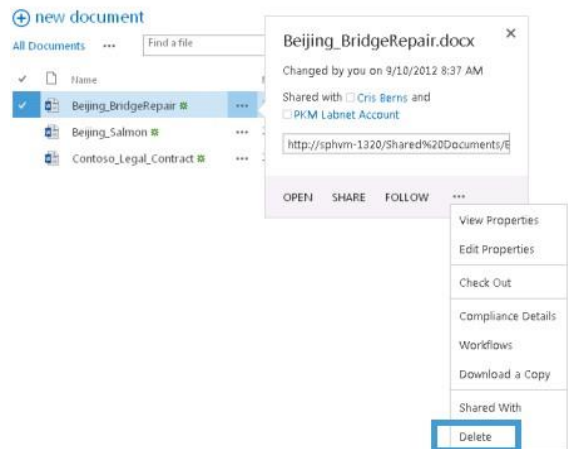 new document
All Documents ... Find a file
Name
Beijing_BridgeRepair ...
Beijing_Salmon ...
Contoso_Legal_Contract ...
Beijing_BridgeRepair.docx
Changed by you on 9/10/2012 8:37 AM
Shared with Cris Berns and
PKM Labnet Account
http://sphvm-1320/Shared%20Documents/B
OPEN SHARE FOLLOW ...
View Properties
Edit Properties
Check Out
Compliance Details
Workflows
Download a Copy
Shared With
Delete